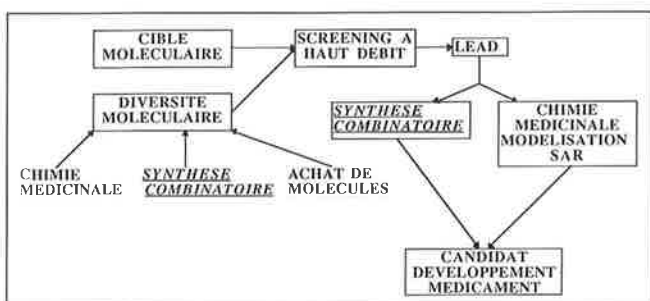 CIBLE
MOLECULAIRE
SCREENING A
HAUT DEBIT
LEAD
DIVERSITE
MOLECULAIRE
SYNTHESE
COMBINATOIRE
CHIMIE
MEDICINALE
MODELISATION
SAR
CHIMIE
MEDICINALE
SYNTHESE
COMBINATOIRE
ACHAT DE
MOLECULES
CANDIDAT
DEVELOPPEMENT
MEDICAMENT